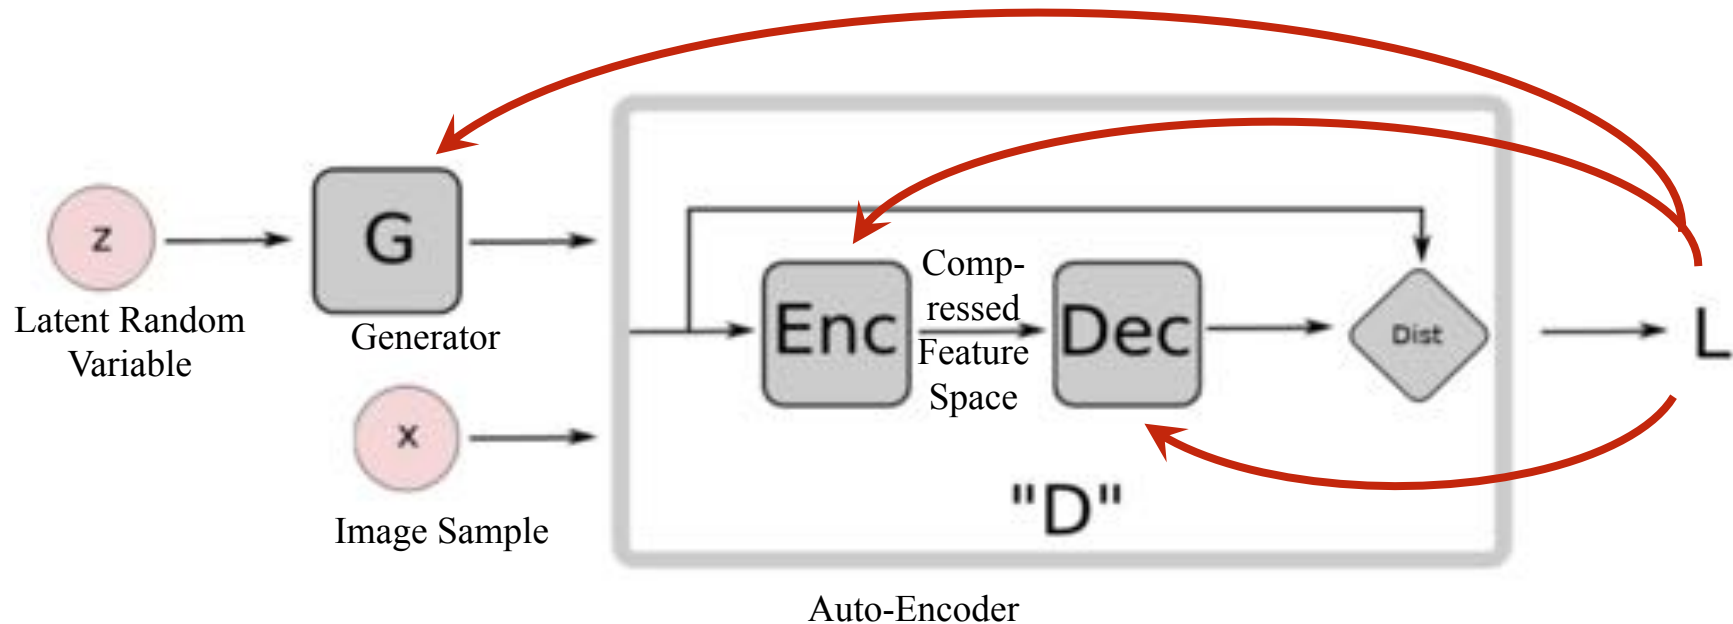 z
Latent Random
Variable
G
Generator
x
Image Sample
Enc
Comp-
ressed
Feature
Space
Dec
Dist
L
"D"
Auto-Encoder